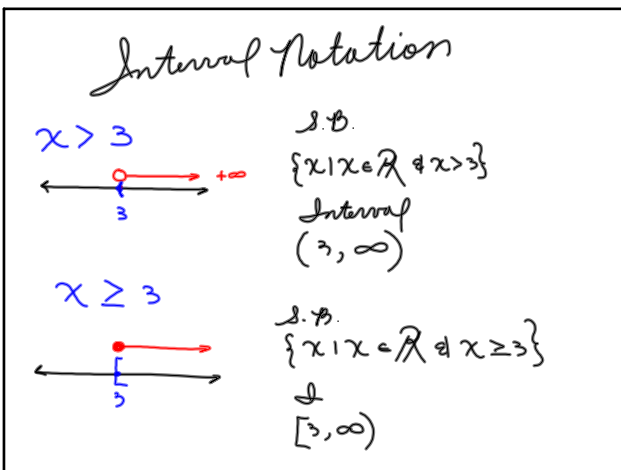 Interval Notation
x > 3
+∞
3
S.B.
{x | x ∈ ℝ & x > 3}
Interval
(3, ∞)
x ≥ 3
[
3
S.B.
{x | x ∈ ℝ & x ≥ 3}
I
[3, ∞)